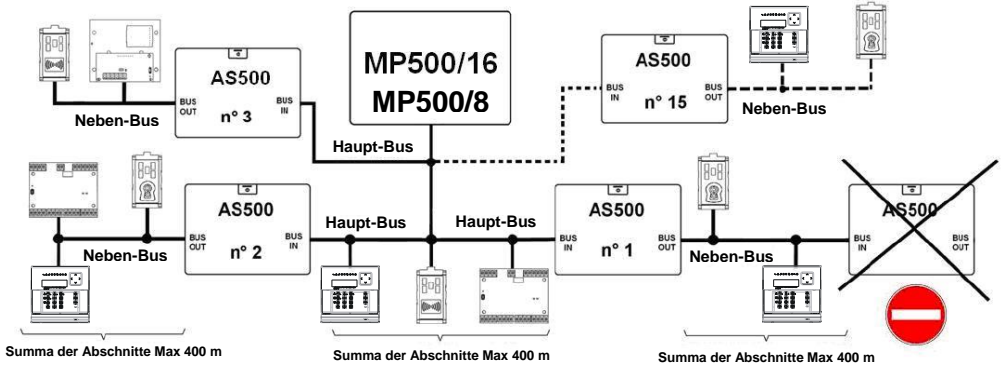 AS500
BUS OUT
n° 3
BUS IN
Neben-Bus
MP500/16
MP500/8
Haupt-Bus
AS500
BUS IN
n° 15
BUS OUT
Neben-Bus
AS500
BUS OUT
n° 2
BUS IN
Neben-Bus
Haupt-Bus
Haupt-Bus
AS500
BUS IN
n° 1
BUS OUT
Neben-Bus
AS500
BUS IN
BUS OUT
Summa der Abschnitte Max 400 m
Summa der Abschnitte Max 400 m
Summa der Abschnitte Max 400 m